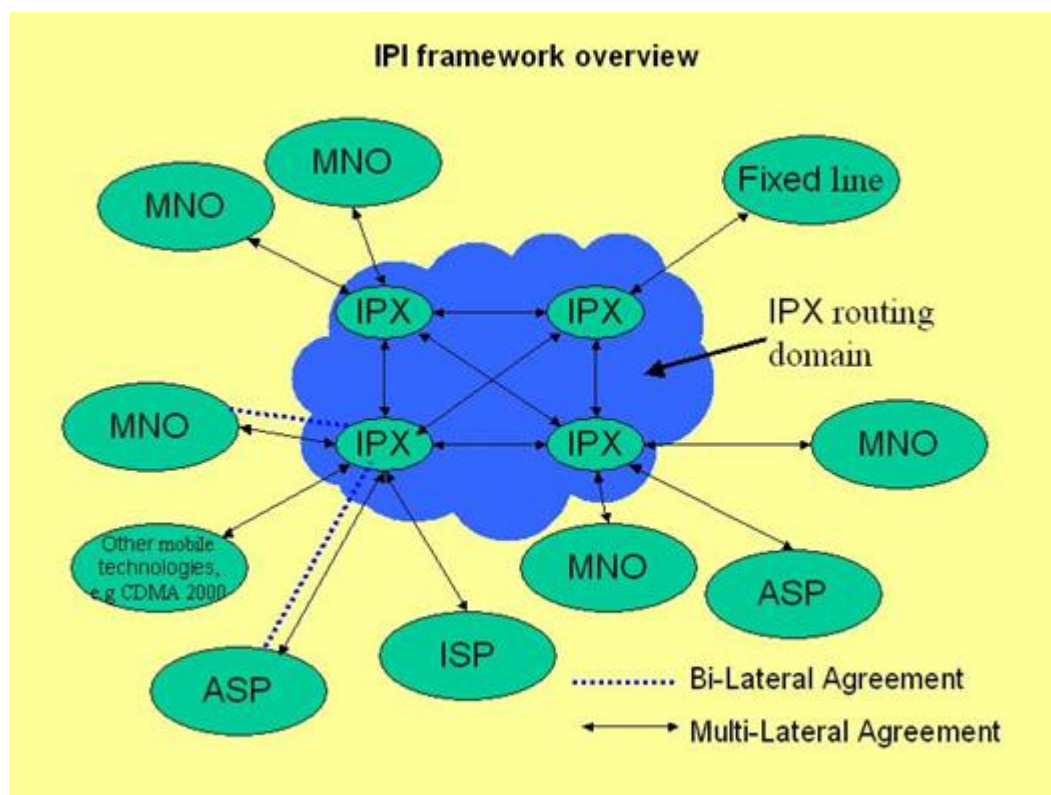 IPI framework overview
MNO
MNO
Fixed line
IPX
IPX
IPX routing
domain
MNO
IPX
IPX
MNO
Other mobile
technologies,
e.g CDMA 2000
MNO
ASP
ISP
ASP
Bi-Lateral Agreement
Multi-Lateral Agreement